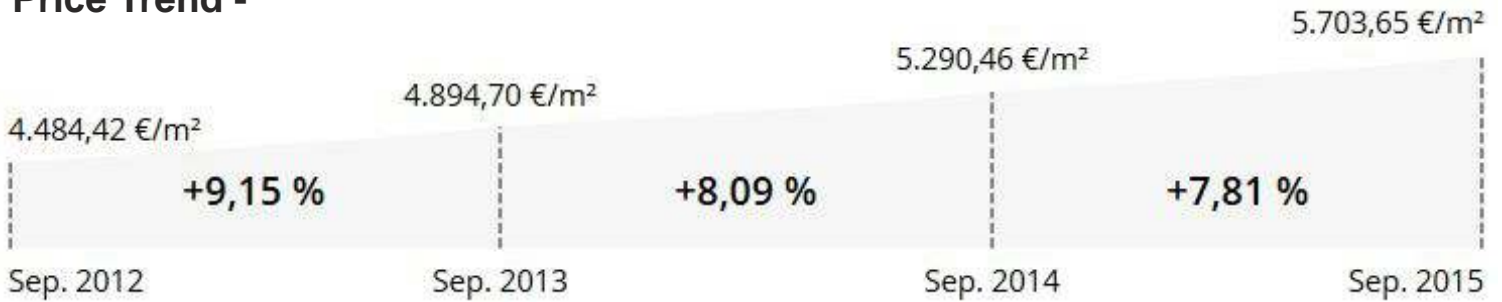 Price Trend -
5.703,65 €/m²
5.290,46 €/m²
4.894,70 €/m²
4.484,42 €/m²
+9,15 % +8,09 % +7,81 %
Sep. 2012 Sep. 2013 Sep. 2014 Sep. 2015